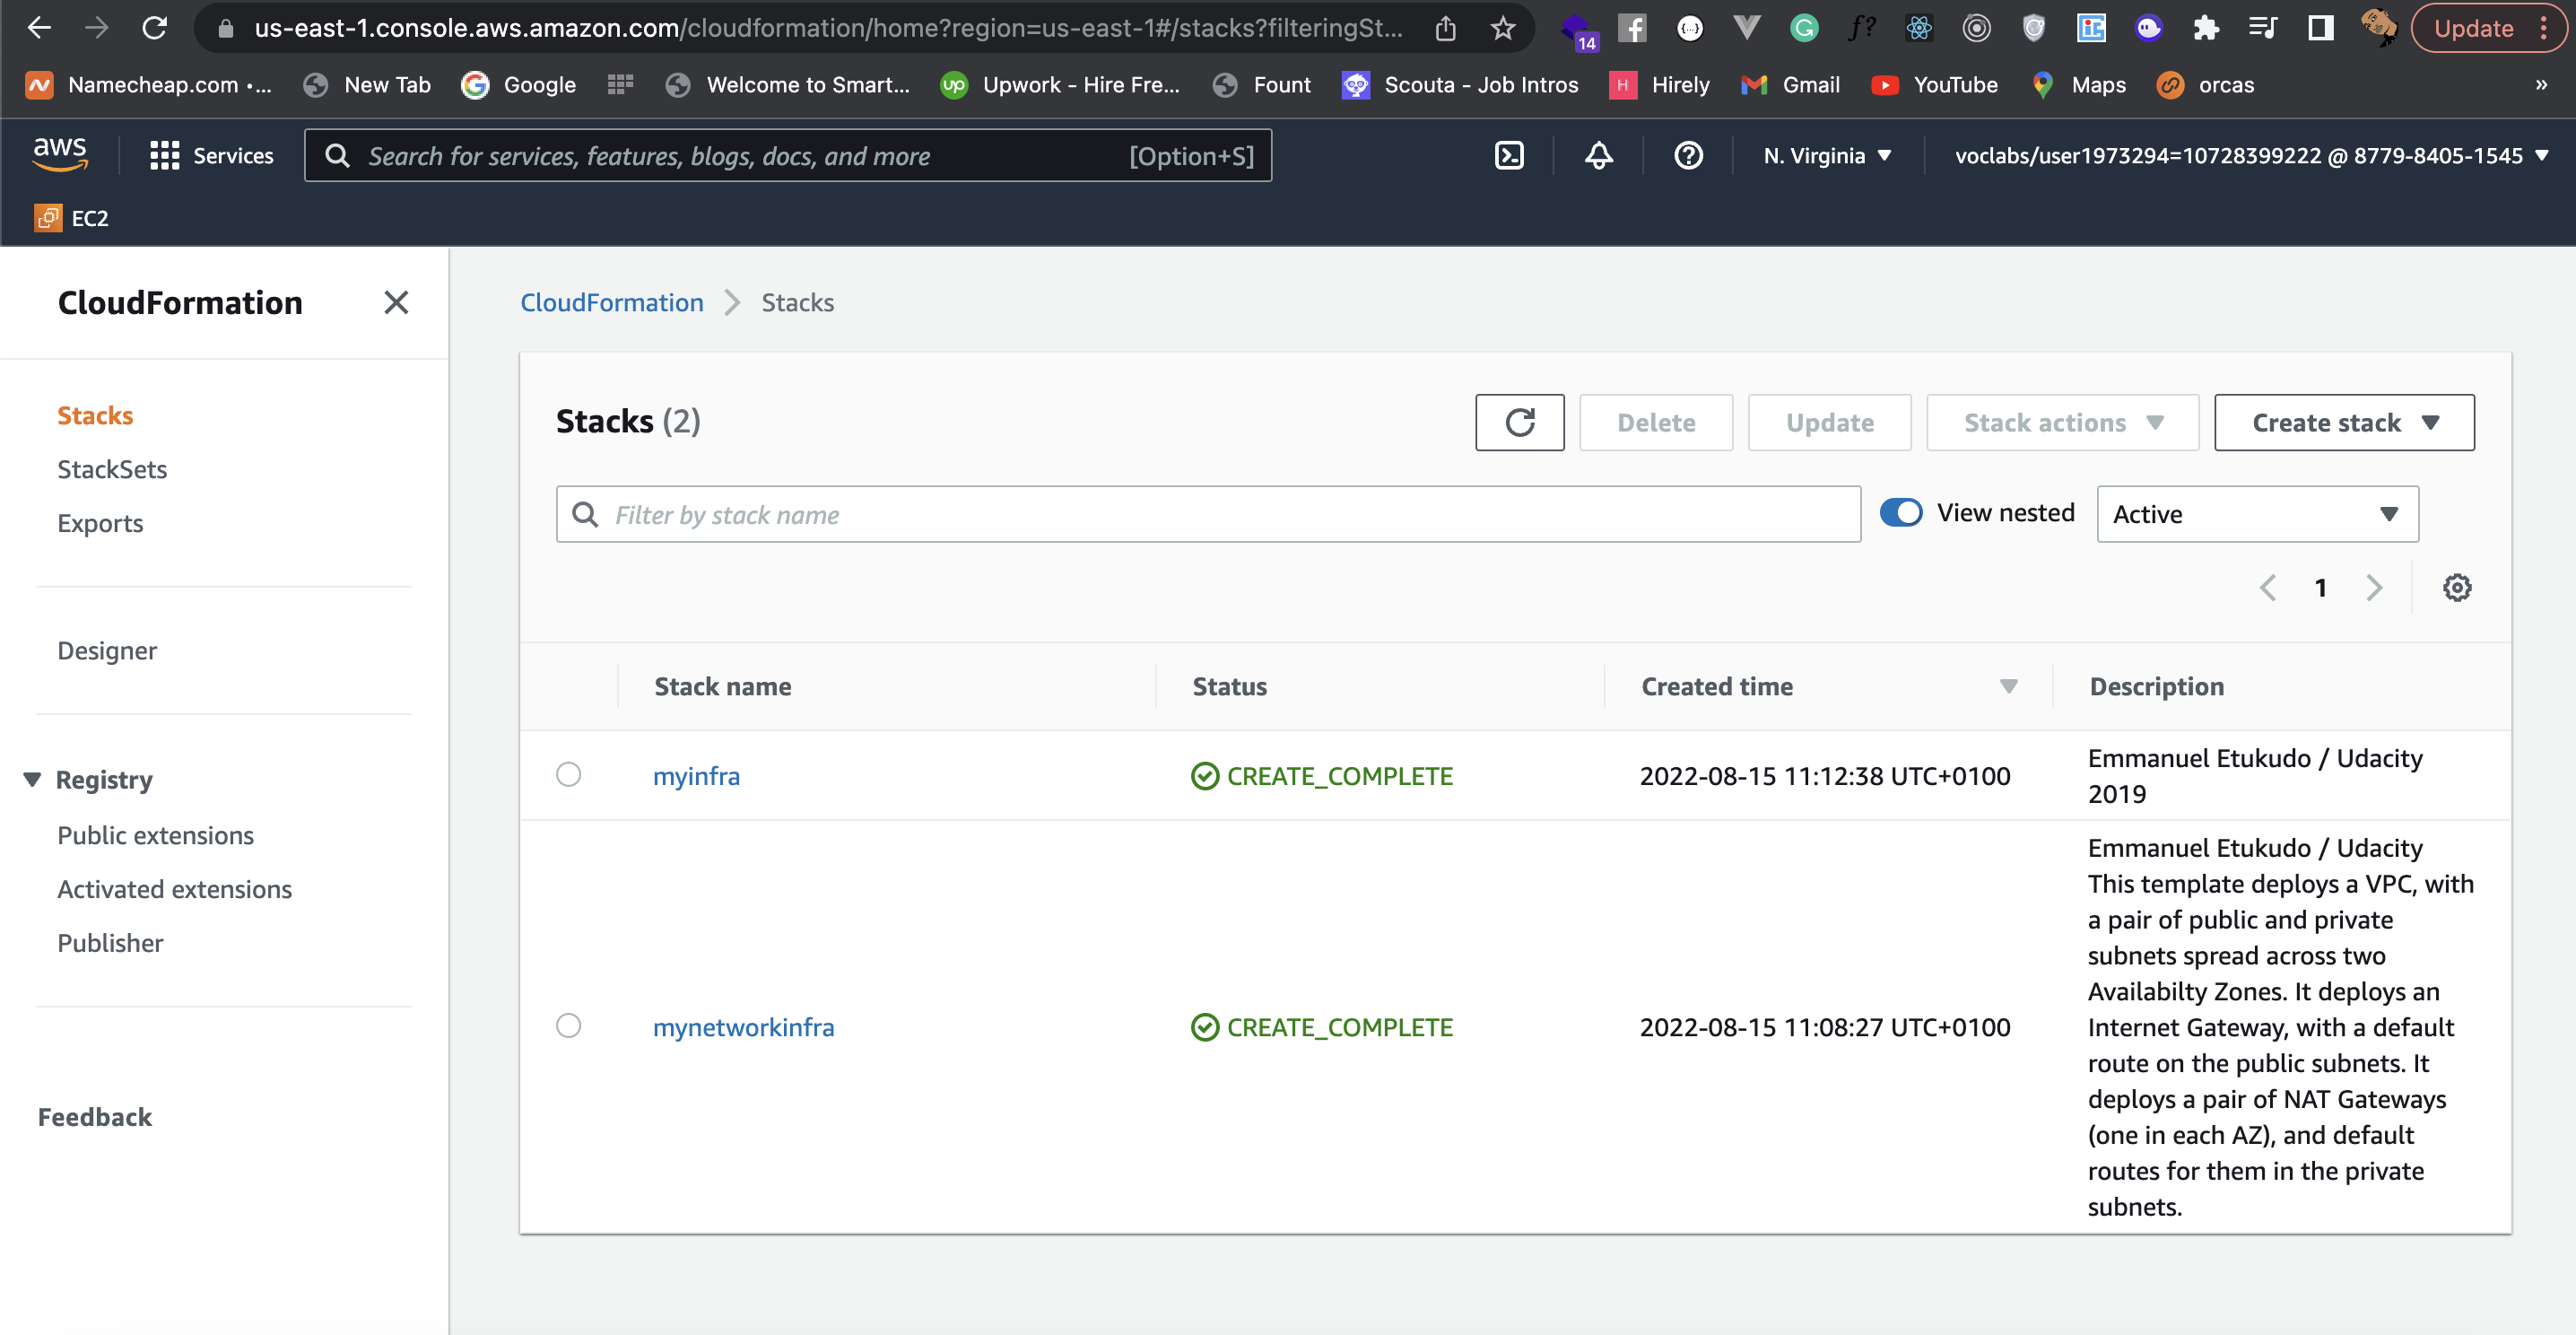 us-east-1.console.aws.amazon.com/cloudformation/home?region=us-east-1#/stacks?filteringSt...
14
Update
Namecheap.com •...
New Tab
Google
Welcome to Smart...
up
Upwork - Hire Fre...
Fount
Scouta - Job Intros
H
Hirely
Gmail
YouTube
Maps
orcas
»
aws
Services
Search for services, features, blogs, docs, and more
[Option+S]
N. Virginia
voclabs/user1973294=10728399222 @ 8779-8405-1545
EC2
CloudFormation
Stacks
StackSets
Exports
Designer
Registry
Public extensions
Activated extensions
Publisher
Feedback
CloudFormation
Stacks
Stacks (2)
Delete
Update
Stack actions
Create stack
Filter by stack name
View nested
Active
1
Stack name
Status
Created time
Description
myinfra
CREATE_COMPLETE
2022-08-15 11:12:38 UTC+0100
Emmanuel Etukudo / Udacity
2019
mynetworkinfra
CREATE_COMPLETE
2022-08-15 11:08:27 UTC+0100
Emmanuel Etukudo / Udacity
This template deploys a VPC, with
a pair of public and private
subnets spread across two
Availabilty Zones. It deploys an
Internet Gateway, with a default
route on the public subnets. It
deploys a pair of NAT Gateways
(one in each AZ), and default
routes for them in the private
subnets.